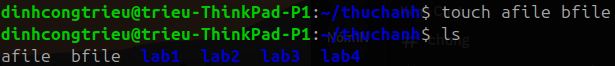 dinhcongtrieu@trieu-ThinkPad-P1:~/thuchanh$ touch afile bfile
dinhcongtrieu@trieu-ThinkPad-P1:~/thuchanh$ ls
afile  bfile  lab1  lab2  lab3  lab4